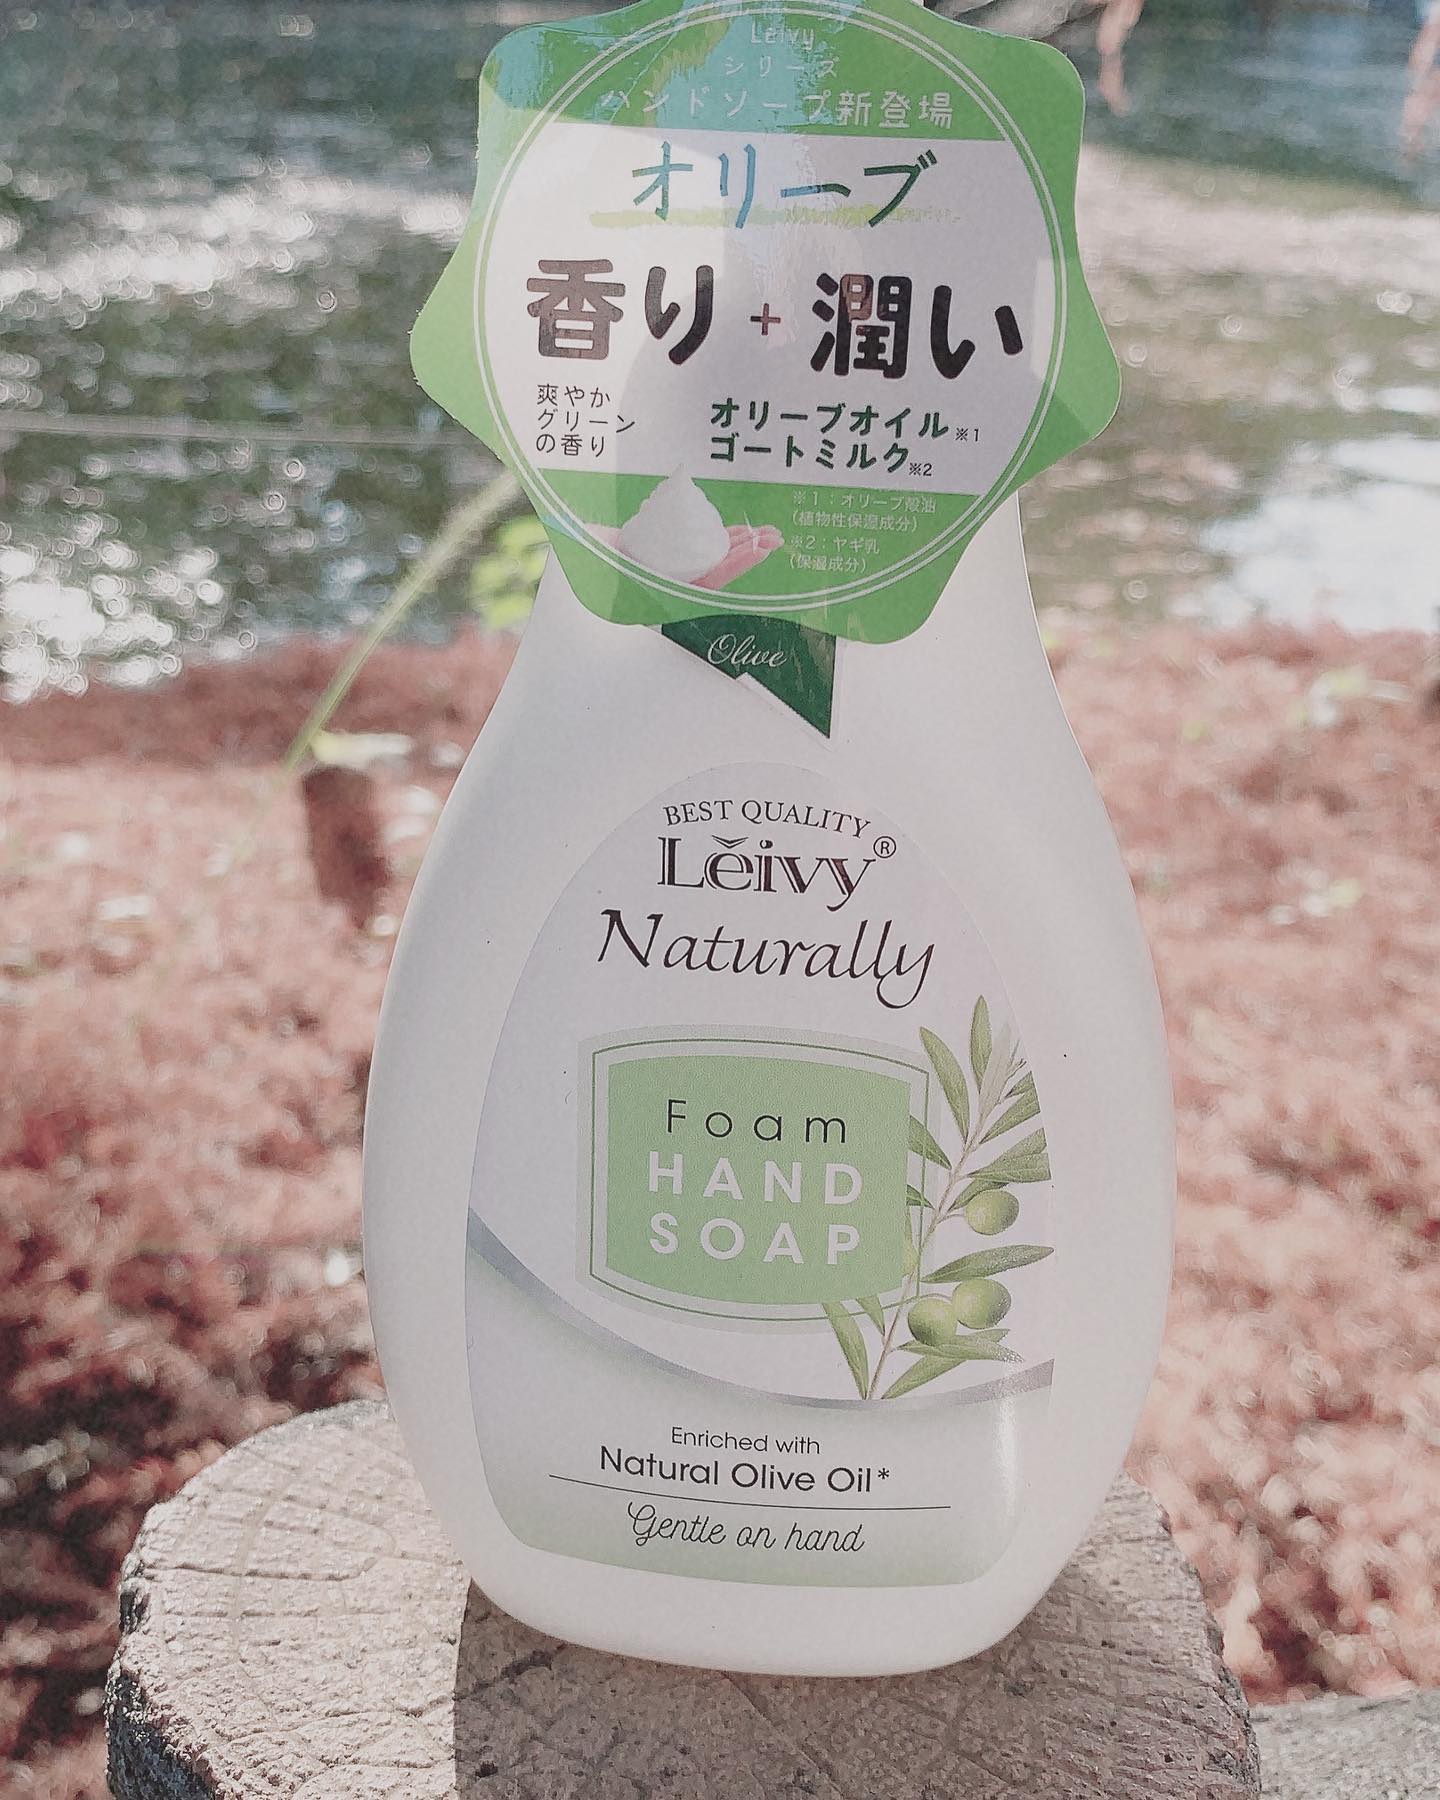 Leivy
シリーズ
ハンドソープ新登場
オリーブ
香り+潤い
爽やか
グリーン
の香り
オリーブオイル※1
ゴートミルク※2
※1：オリーブ殻油
(植物性保湿成分)
※2：ヤギ乳
(保湿成分)
Olive
BEST QUALITY
Lěivy®
Naturally
Foam
HAND
SOAP
Enriched with
Natural Olive Oil*
Gentle on hand